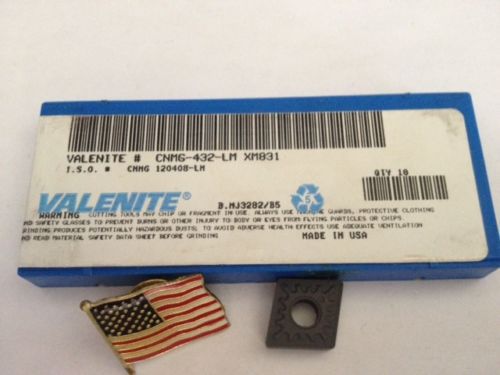 VALENITE # CNMG-432-LM XM831
I.S.O. # CNMG 120408-LM
QTY 10
VALENITE
B.MJ3282/B5
5
WARNING CUTTING TOOLS MAY CHIP OR FRAGMENT IN USE. ALWAYS USE MACHINE GUARDS, PROTECTIVE CLOTHING
AND SAFETY GLASSES TO PREVENT BURNS OR OTHER INJURY TO BODY OR EYES FROM FLYING PARTICLES OR CHIPS.
GRINDING PRODUCES POTENTIALLY HAZARDOUS DUSTS; TO AVOID ADVERSE HEALTH EFFECTS USE ADEQUATE VENTILATION
AND READ MATERIAL SAFETY DATA SHEET BEFORE GRINDING
MADE IN USA